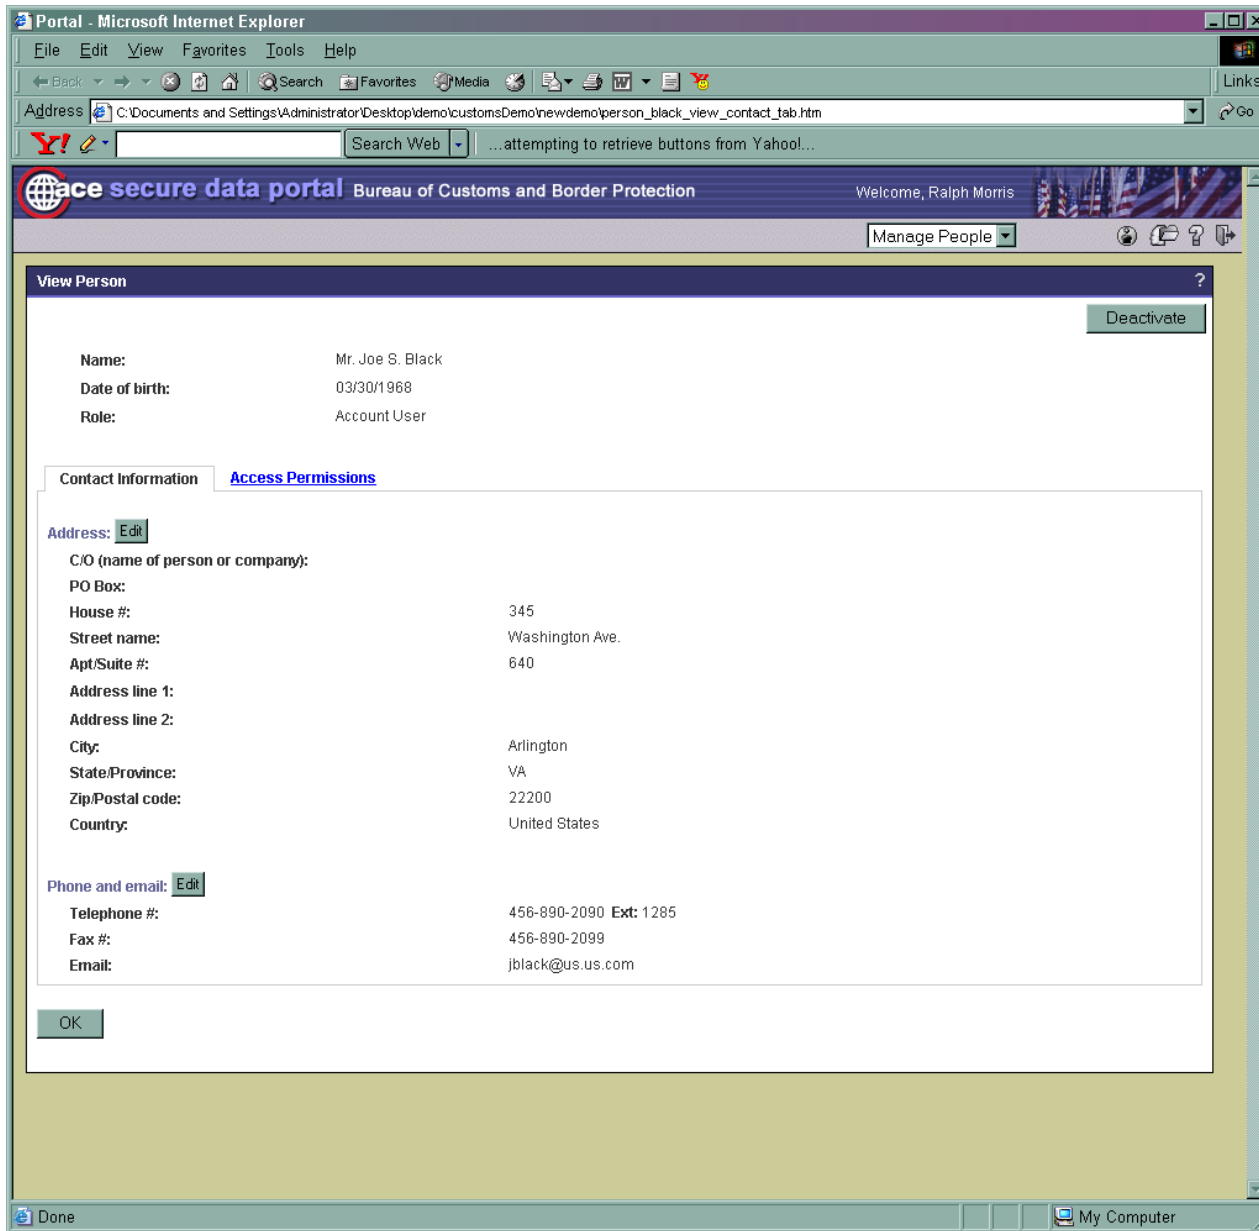 Portal - Microsoft Internet Explorer
File Edit View Favorites Tools Help
Back Search Favorites Media Links
Address C:\Documents and Settings\Administrator\Desktop\demo\customsDemo\newdemo\person_black_view_contact_tab.htm Go
Y! Search Web ...attempting to retrieve buttons from Yahoo!...
ace secure data portal Bureau of Customs and Border Protection Welcome, Ralph Morris
Manage People ?
View Person ?
Deactivate
Name: Mr. Joe S. Black
Date of birth: 03/30/1968
Role: Account User
Contact Information Access Permissions
Address: Edit
C/O (name of person or company):
PO Box:
House #: 345
Street name: Washington Ave.
Apt/Suite #: 640
Address line 1:
Address line 2:
City: Arlington
State/Province: VA
Zip/Postal code: 22200
Country: United States
Phone and email: Edit
Telephone #: 456-890-2090 Ext: 1285
Fax #: 456-890-2099
Email: jblack@us.us.com
OK
Done My Computer